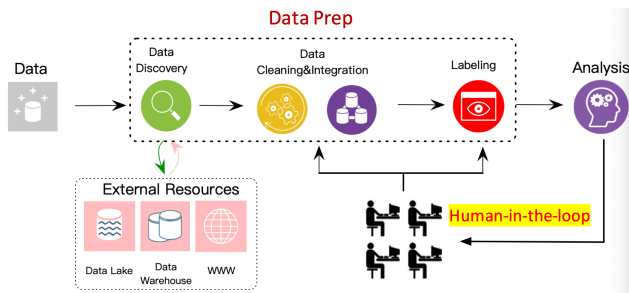 Data Prep
Data
Data
Discovery
Data
Cleaning&Integration
Labeling
Analysis
External Resources
Data Lake
Data
Warehouse
WWW
Human-in-the-loop